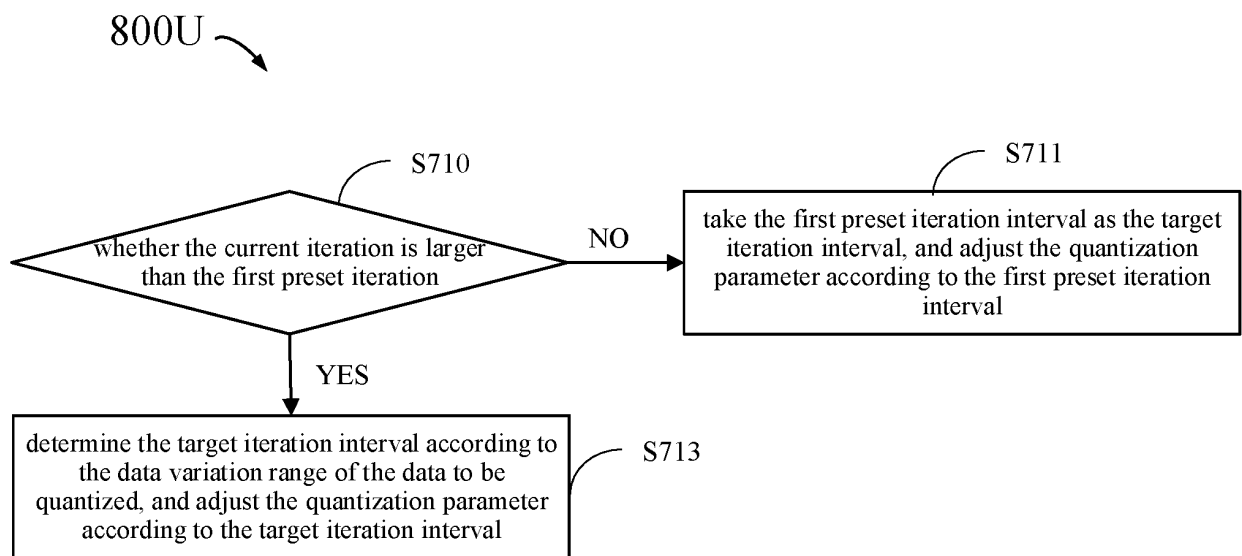 800U
S710
S711
whether the current iteration is larger
than the first preset iteration
NO
take the first preset iteration interval as the target
iteration interval, and adjust the quantization
parameter according to the first preset iteration
interval
YES
determine the target iteration interval according to
the data variation range of the data to be
quantized, and adjust the quantization parameter
according to the target iteration interval
S713